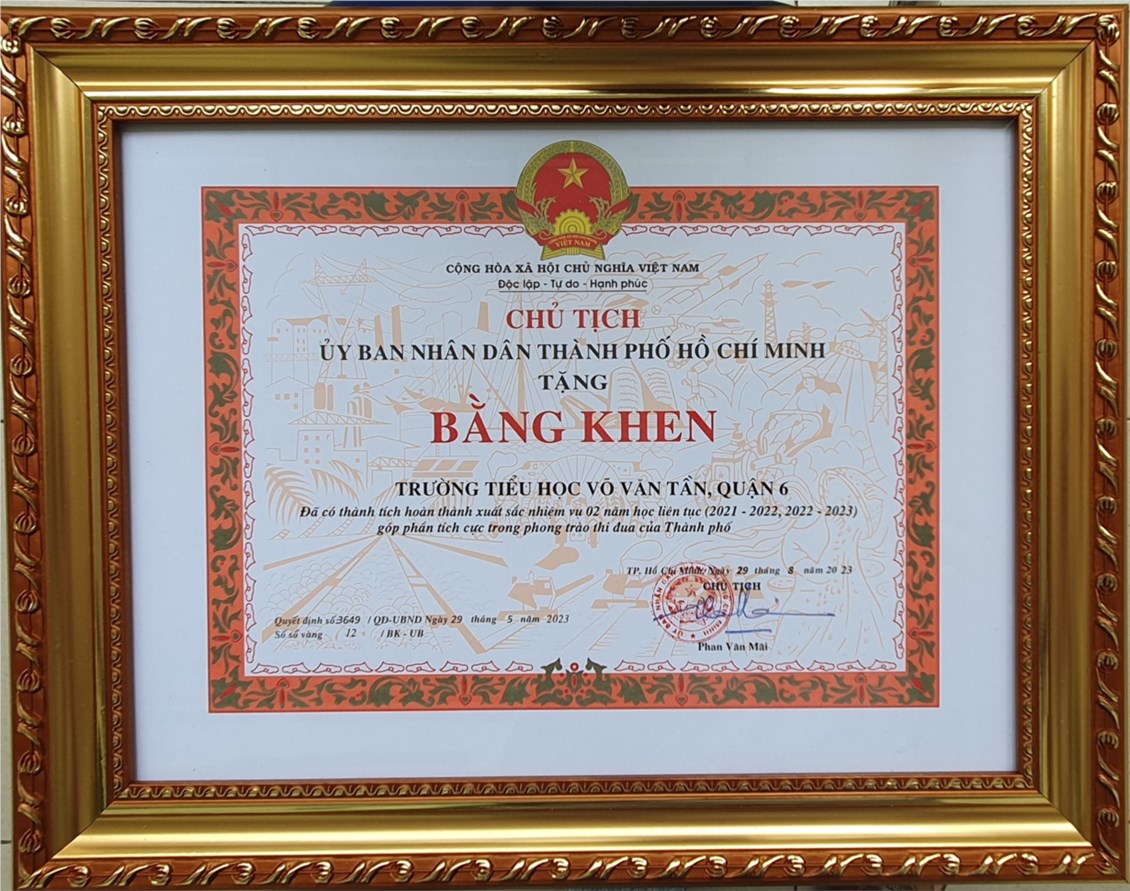 VIỆT NAM
CỘNG HÒA XÃ HỘI CHỦ NGHĨA VIỆT NAM
Độc lập - Tự do - Hạnh phúc
CHỦ TỊCH
ỦY BAN NHÂN DÂN THÀNH PHỐ HỒ CHÍ MINH
TẶNG
BẰNG KHEN
TRƯỜNG TIỂU HỌC VÕ VĂN TẦN, QUẬN 6
Đã có thành tích hoàn thành xuất sắc nhiệm vụ 02 năm học liên tục (2021 - 2022, 2022 - 2023)
góp phần tích cực trong phong trào thi đua của Thành phố
TP. Hồ Chí Minh, Ngày 29 tháng 8 năm 2023
CHỦ TỊCH
Quyết định số 3649 / QĐ-UBND Ngày 29 tháng 5 năm 2023
Số sổ vàng 12 / BK - UB
Phan Văn Mãi